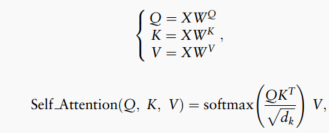 Q = XW^Q
K = XW^K
V = XW^V ,
Self_Attention(Q, K, V) = softmax(QK^T / √d_k) V,